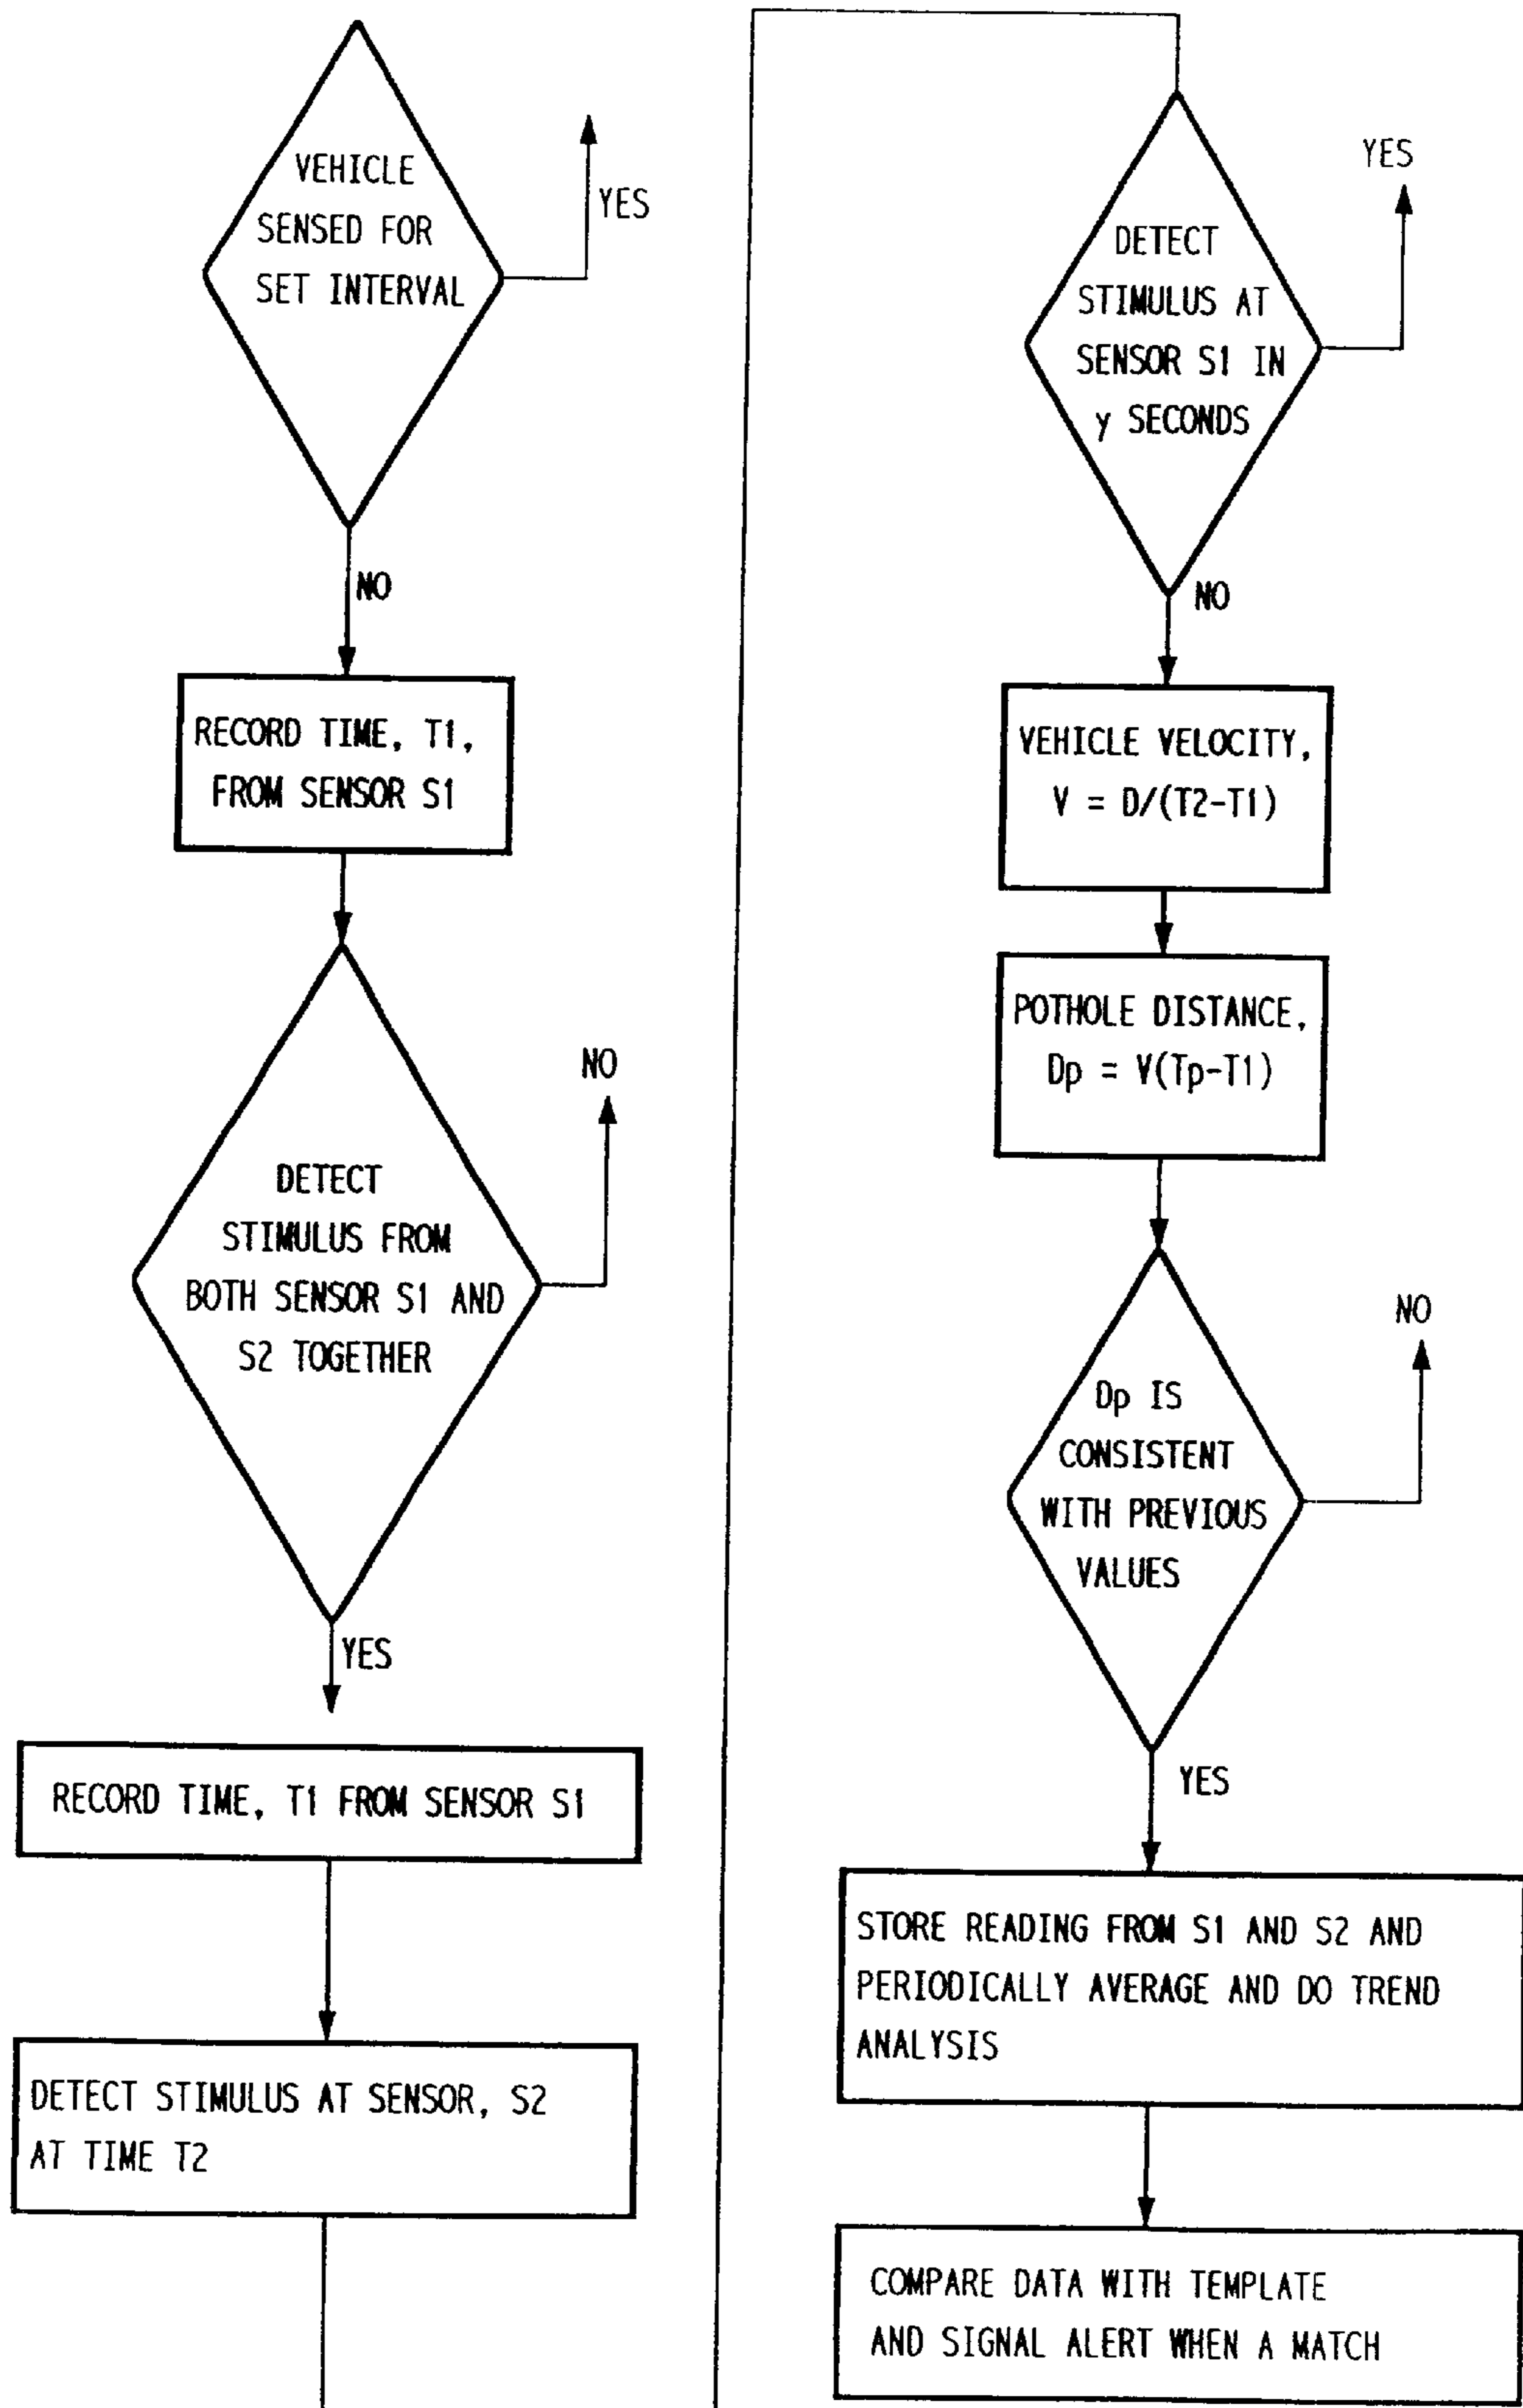 VEHICLE
SENSED FOR
SET INTERVAL
YES
NO
RECORD TIME, T1,
FROM SENSOR S1
DETECT
STIMULUS FROM
BOTH SENSOR S1 AND
S2 TOGETHER
NO
YES
RECORD TIME, T1 FROM SENSOR S1
DETECT STIMULUS AT SENSOR, S2
AT TIME T2
DETECT
STIMULUS AT
SENSOR S1 IN
y SECONDS
YES
NO
VEHICLE VELOCITY,
V = D/(T2-T1)
POTHOLE DISTANCE,
Dp = V(Tp-T1)
Dp IS
CONSISTENT
WITH PREVIOUS
VALUES
NO
YES
STORE READING FROM S1 AND S2 AND
PERIODICALLY AVERAGE AND DO TREND
ANALYSIS
COMPARE DATA WITH TEMPLATE
AND SIGNAL ALERT WHEN A MATCH